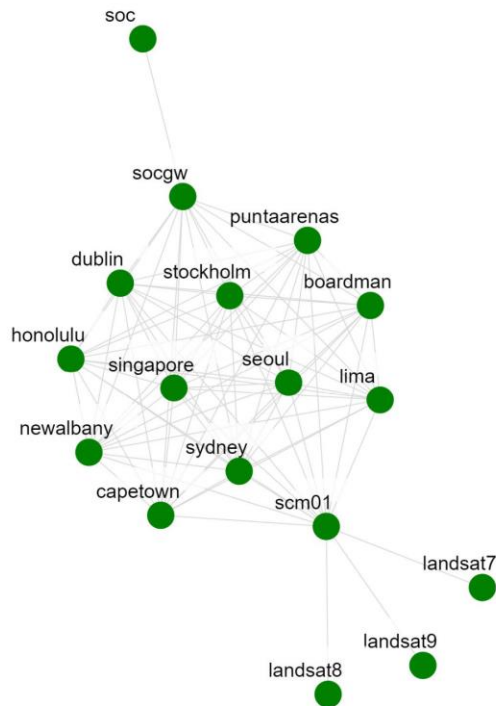 soc
socgw
puntaarenas
dublin
stockholm
boardman
honolulu
singapore
seoul
lima
newalbany
sydney
capetown
scm01
landsat7
landsat9
landsat8